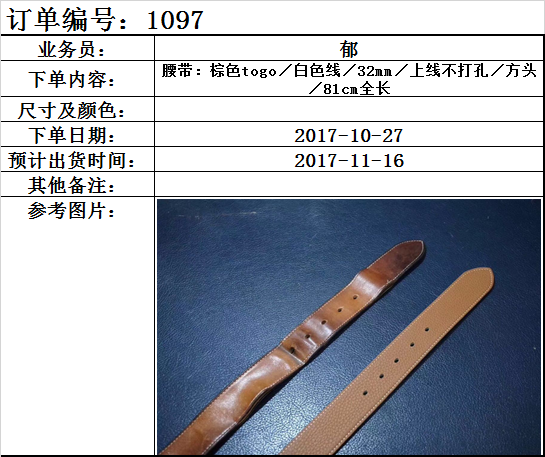 订单编号：1097
业务员：
郁
下单内容：
腰带：棕色togo／白色线／32mm／上线不打孔／方头
／81cm全长
尺寸及颜色：
下单日期：
2017-10-27
预计出货时间：
2017-11-16
其他备注：
参考图片：